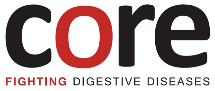 core
FIGHTING DIGESTIVE DISEASES